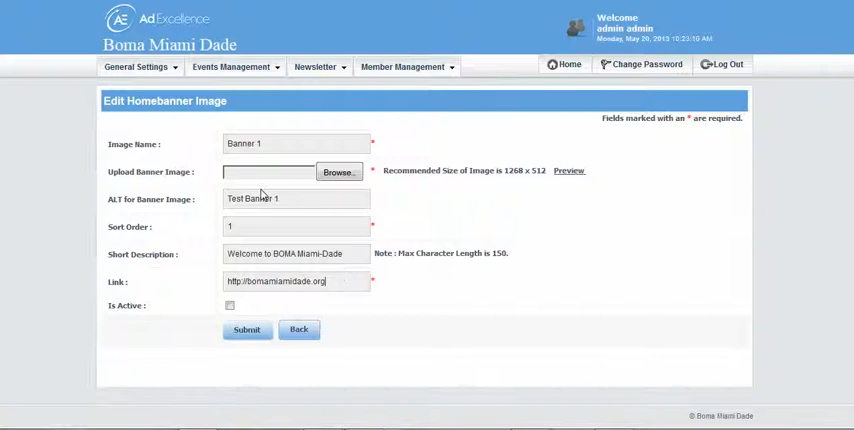 AE AdExcellence
Boma Miami Dade
Welcome
admin admin
Monday, May 20, 2013 10:23:10 AM
General Settings Events Management Newsletter Member Management Home Change Password Log Out
Edit Homebanner Image
Fields marked with an * are required.
Image Name : Banner 1 *
Upload Banner Image : Browse.. * Recommended Size of Image is 1268 x 512 Preview
ALT for Banner Image : Test Banner 1
Sort Order : 1 *
Short Description : Welcome to BOMA Miami-Dade Note : Max Character Length is 150.
Link : http://bomamiamidade.org *
Is Active :
Submit Back
© Boma Miami Dade